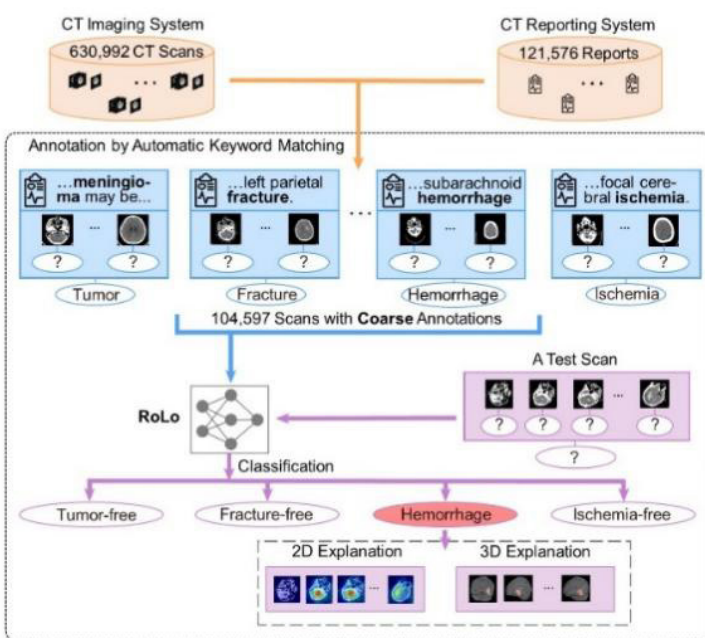 CT Imaging System
CT Reporting System
630,992 CT Scans
121,576 Reports
...
...
Annotation by Automatic Keyword Matching
...meningio-
ma may be...
...left parietal
fracture.
...subarachnoid
hemorrhage
...focal cere-
bral ischemia.
...
... ... ... ...
? ? ? ? ? ? ? ?
Tumor
Fracture
Hemorrhage
Ischemia
104,597 Scans with Coarse Annotations
A Test Scan
...
? ? ? ?
?
RoLo
Classification
Tumor-free
Fracture-free
Hemorrhage
Ischemia-free
2D Explanation
3D Explanation
... ...